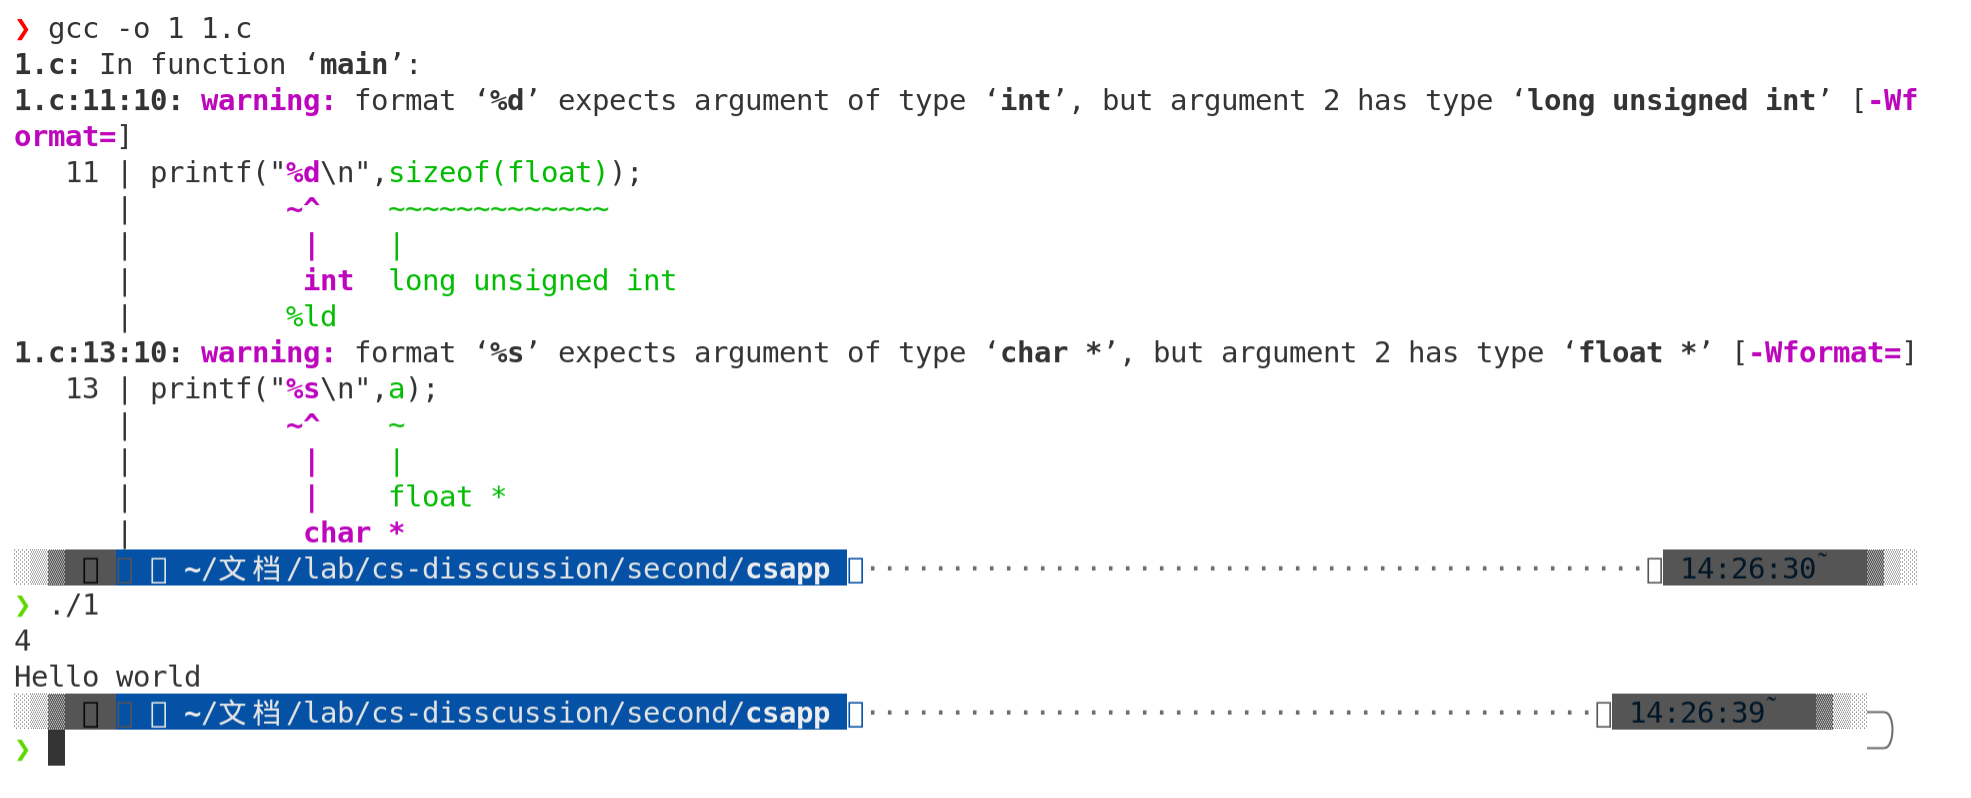 ❯ gcc -o 1 1.c
1.c: In function ‘main’:
1.c:11:10: warning: format ‘%d’ expects argument of type ‘int’, but argument 2 has type ‘long unsigned int’ [-Wf
ormat=]
   11 | printf("%d\n",sizeof(float));
      |         ~^    ~~~~~~~~~~~~~
      |          |    |
      |          int  long unsigned int
      |         %ld
1.c:13:10: warning: format ‘%s’ expects argument of type ‘char *’, but argument 2 has type ‘float *’ [-Wformat=]
   13 | printf("%s\n",a);
      |         ~^    ~
      |          |    |
      |          |    float *
      |          char *
~/文档/lab/cs-disscussion/second/csapp 14:26:30
❯ ./1
4
Hello world
~/文档/lab/cs-disscussion/second/csapp 14:26:39
❯